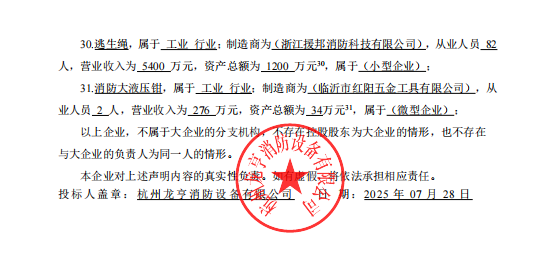 30.逃生绳，属于 工业 行业；制造商为（浙江援邦消防科技有限公司），从业人员 82
人，营业收入为 5400 万元，资产总额为 1200 万元³⁰，属于（小型企业）；
31.消防大液压钳，属于 工业 行业；制造商为（临沂市红阳五金工具有限公司），从
业人员 2 人，营业收入为 276 万元，资产总额为 34万元³¹，属于（微型企业）；
以上企业，不属于大企业的分支机构，不存在控股股东为大企业的情形，也不存在
与大企业的负责人为同一人的情形。
本企业对上述声明内容的真实性负责。如有虚假，将依法承担相应责任。
投标人盖章：杭州龙亨消防设备有限公司 日 期：2025 年 07 月 28 日
杭州龙亨消防设备有限公司